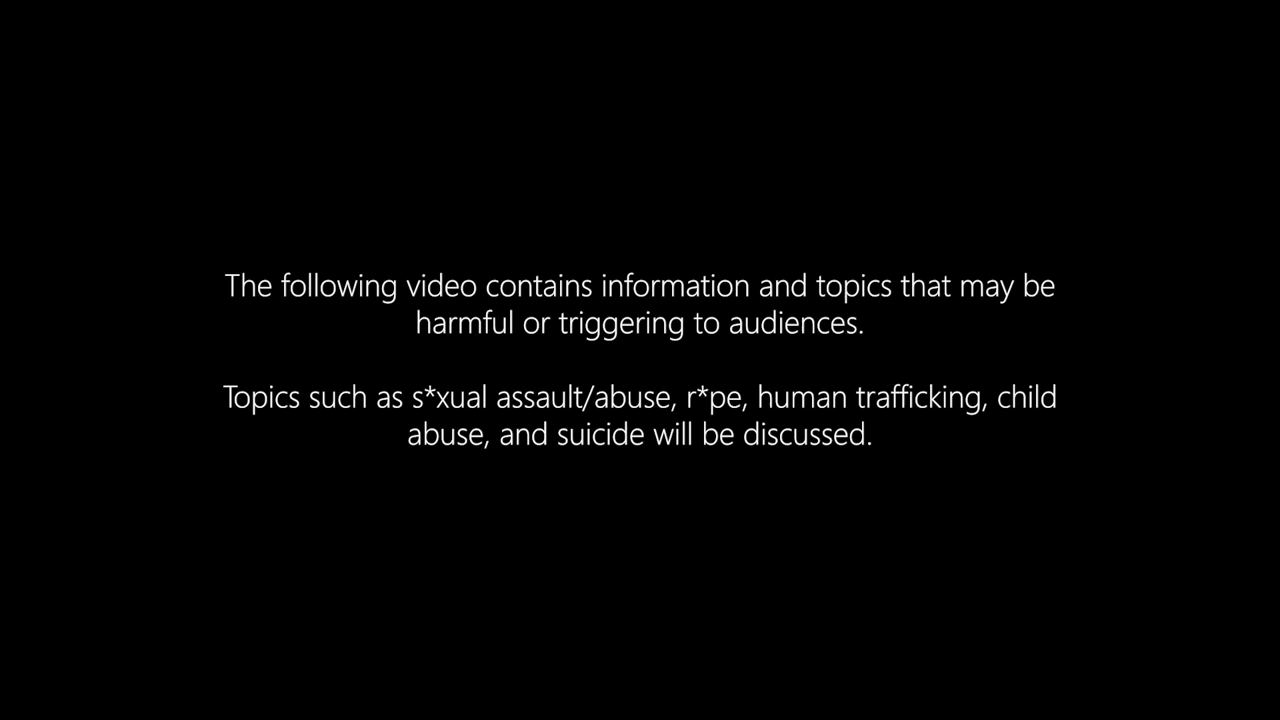 The following video contains information and topics that may be
harmful or triggering to audiences.
Topics such as s*xual assault/abuse, r*pe, human trafficking, child
abuse, and suicide will be discussed.